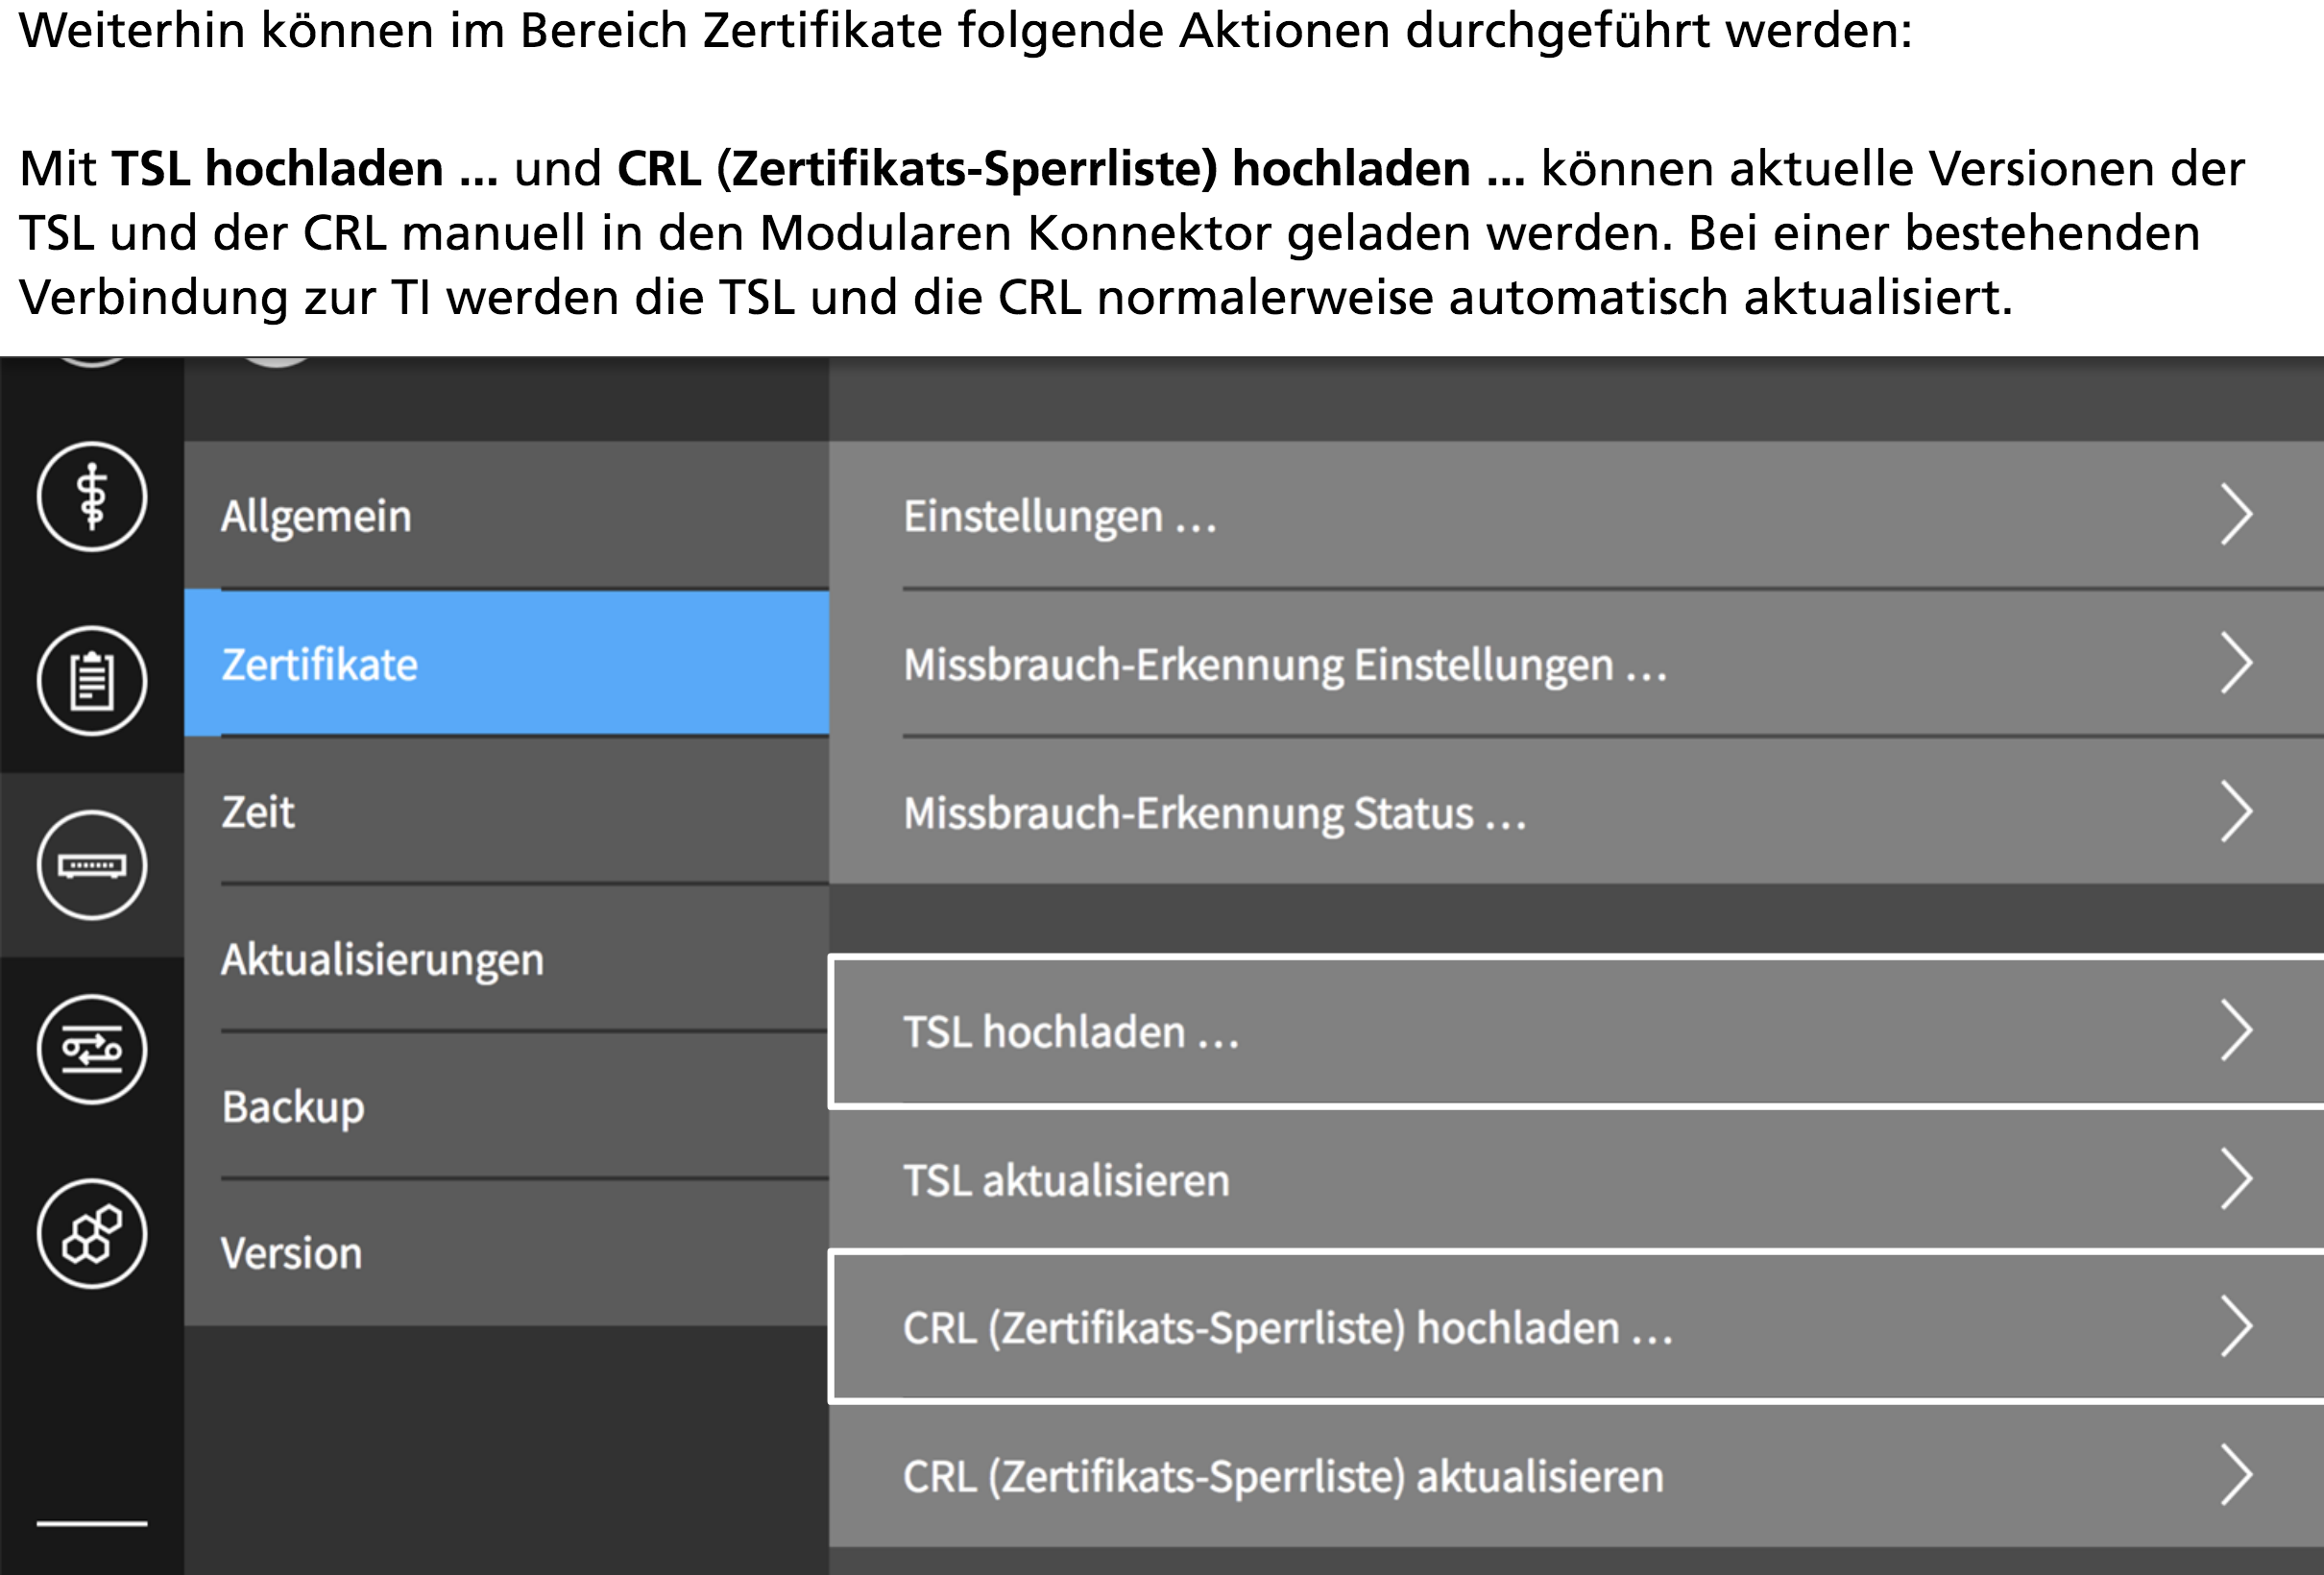 Weiterhin können im Bereich Zertifikate folgende Aktionen durchgeführt werden:
Mit TSL hochladen ... und CRL (Zertifikats-Sperrliste) hochladen ... können aktuelle Versionen der
TSL und der CRL manuell in den Modularen Konnektor geladen werden. Bei einer bestehenden
Verbindung zur TI werden die TSL und die CRL normalerweise automatisch aktualisiert.
Allgemein
Zertifikate
Zeit
Aktualisierungen
Backup
Version
Einstellungen ...
Missbrauch-Erkennung Einstellungen ...
Missbrauch-Erkennung Status ...
TSL hochladen ...
TSL aktualisieren
CRL (Zertifikats-Sperrliste) hochladen ...
CRL (Zertifikats-Sperrliste) aktualisieren